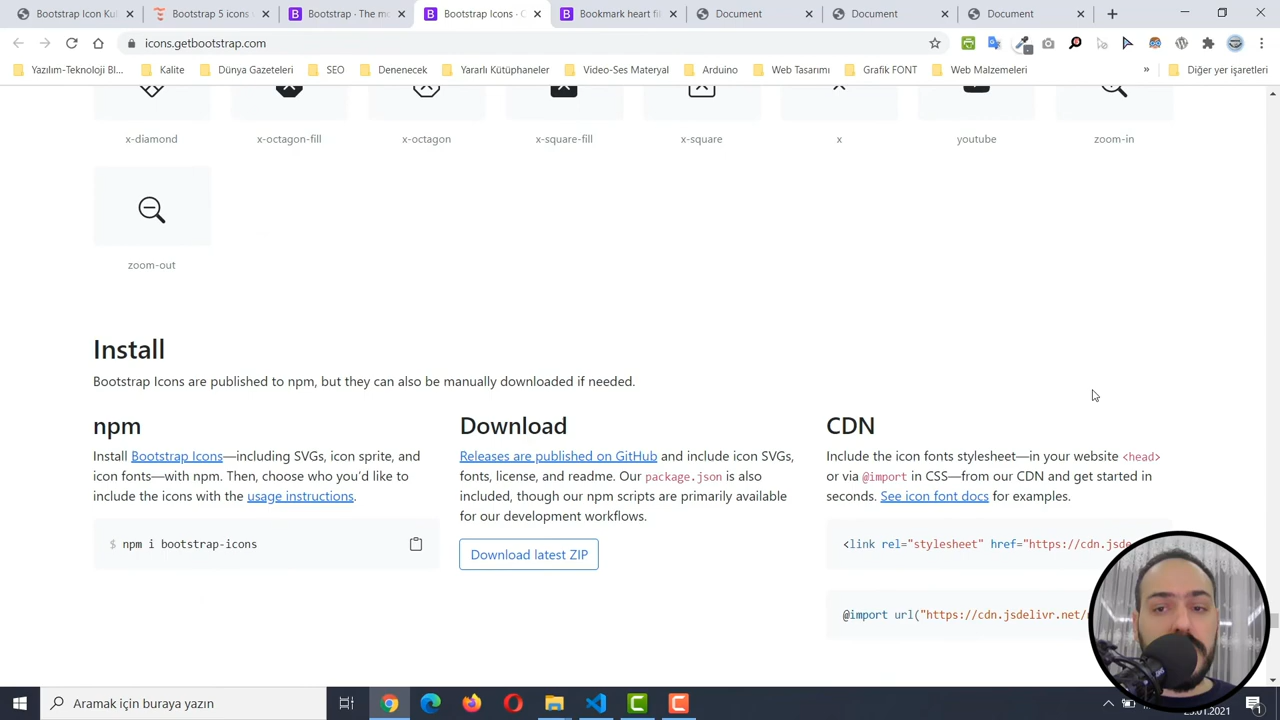 Bootstrap Icon Kul
Bootstrap 5 icons
Bootstrap · The mo
Bootstrap Icons · O
Bookmark heart fil
Document
Document
Document
icons.getbootstrap.com
Yazılım-Teknoloji Bl...
Kalite
Dünya Gazeteleri
SEO
Denenecek
Yararlı Kütüphaneler
Video-Ses Materyal
Arduino
Web Tasarımı
Grafik FONT
Web Malzemeleri
»
Diğer yer işaretleri
x-diamond
x-octagon-fill
x-octagon
x-square-fill
x-square
x
youtube
zoom-in
zoom-out
Install
Bootstrap Icons are published to npm, but they can also be manually downloaded if needed.
npm
Install Bootstrap Icons—including SVGs, icon sprite, and
icon fonts—with npm. Then, choose who you'd like to
include the icons with the usage instructions.
$ npm i bootstrap-icons
Download
Releases are published on GitHub and include icon SVGs,
fonts, license, and readme. Our package.json is also
included, though our npm scripts are primarily available
for our development workflows.
Download latest ZIP
CDN
Include the icon fonts stylesheet—in your website <head>
or via @import in CSS—from our CDN and get started in
seconds. See icon font docs for examples.
<link rel="stylesheet" href="https://cdn.jsde
@import url("https://cdn.jsdelivr.net/
Aramak için buraya yazın
25.01.2021
1